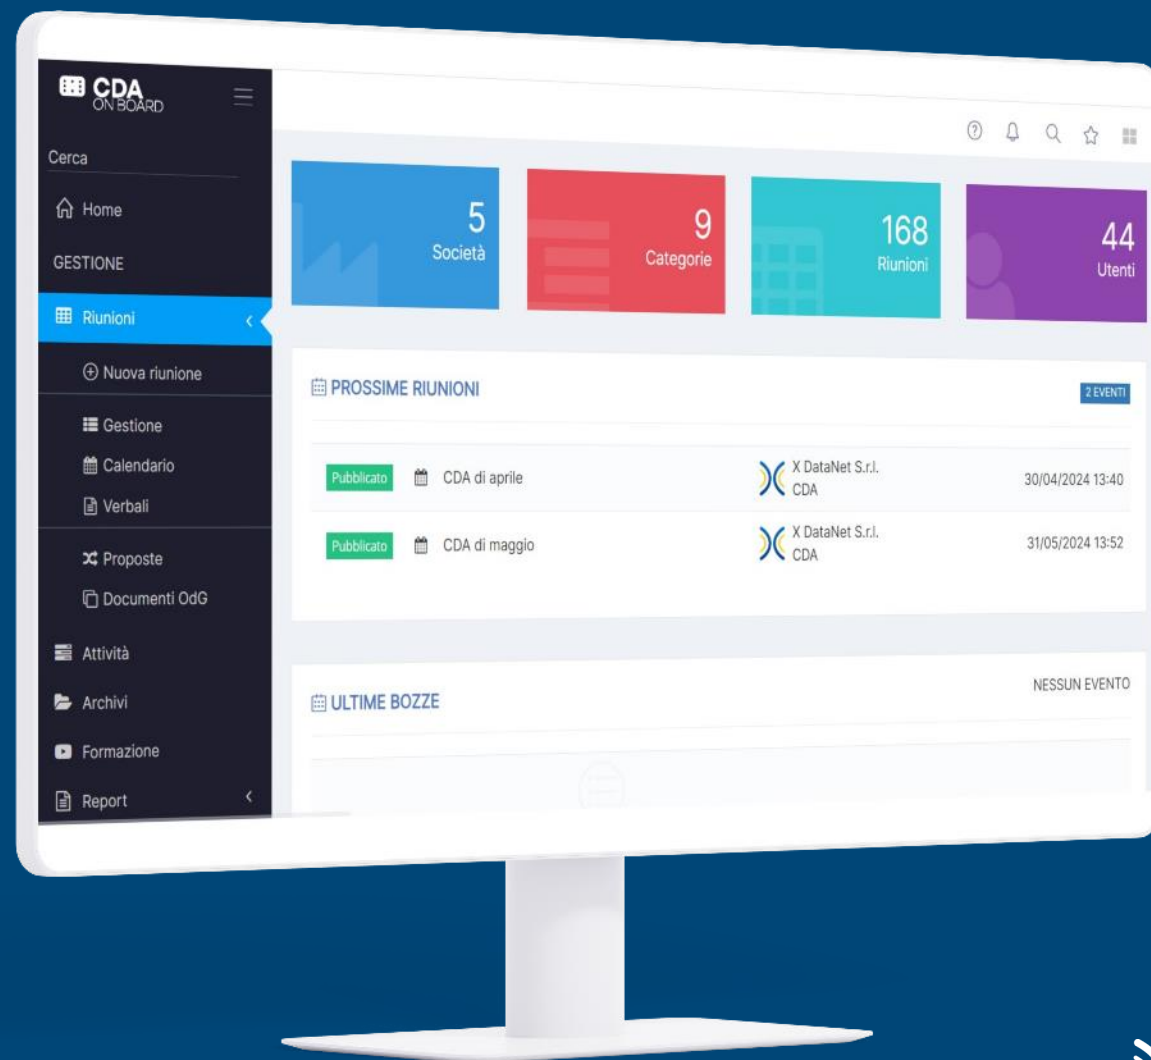 CDA
ON BOARD
Cerca
Home
GESTIONE
Riunioni
Nuova riunione
Gestione
Calendario
Verbali
Proposte
Documenti OdG
Attività
Archivi
Formazione
Report
5
Società
9
Categorie
168
Riunioni
44
Utenti
PROSSIME RIUNIONI
2 EVENTI
Pubblicato CDA di aprile X DataNet S.r.l. CDA 30/04/2024 13:40
Pubblicato CDA di maggio X DataNet S.r.l. CDA 31/05/2024 13:52
ULTIME BOZZE
NESSUN EVENTO